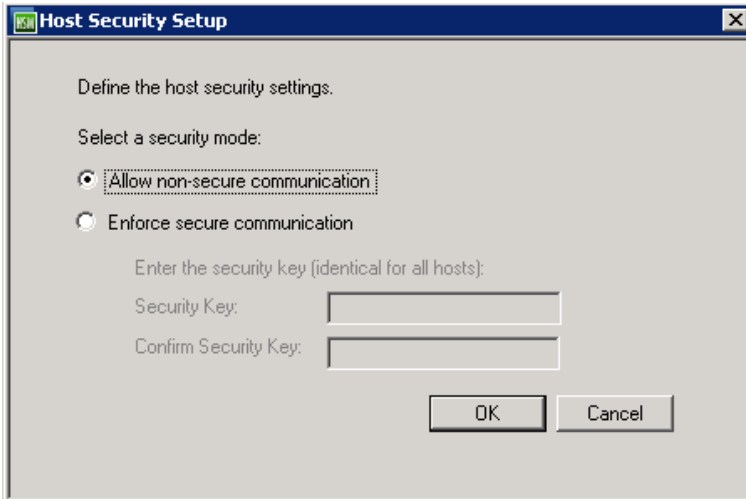 HSM Host Security Setup
Define the host security settings.
Select a security mode:
Allow non-secure communication
Enforce secure communication
Enter the security key (identical for all hosts):
Security Key:
Confirm Security Key:
OK Cancel